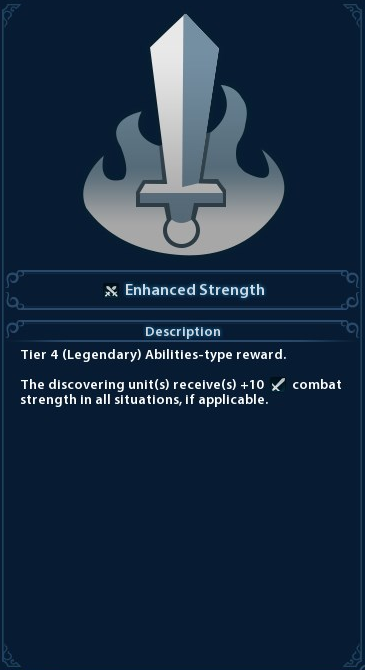 Enhanced Strength
Description
Tier 4 (Legendary) Abilities-type reward.
The discovering unit(s) receive(s) +10 combat
strength in all situations, if applicable.